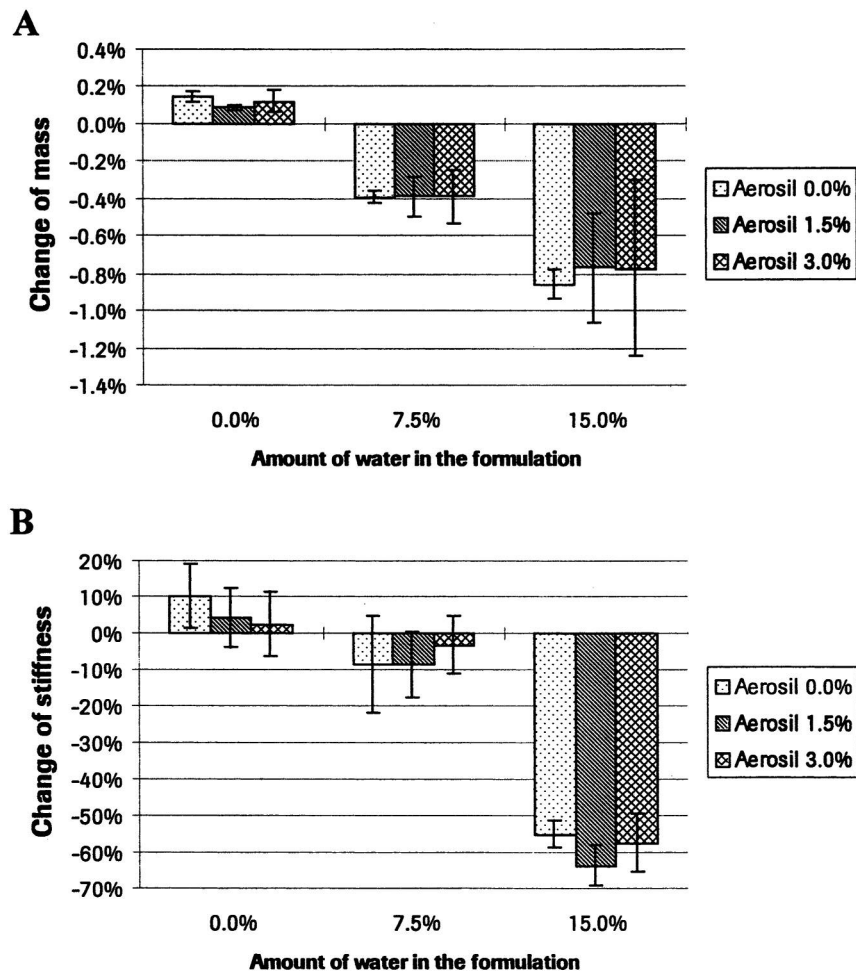 A
0.4%
0.2%
0.0%
-0.2%
-0.4%
-0.6%
-0.8%
-1.0%
-1.2%
-1.4%
Change of mass
0.0% 7.5% 15.0%
Amount of water in the formulation
Aerosil 0.0%
Aerosil 1.5%
Aerosil 3.0%
B
20%
10%
0%
-10%
-20%
-30%
-40%
-50%
-60%
-70%
Change of stiffness
0.0% 7.5% 15.0%
Amount of water in the formulation
Aerosil 0.0%
Aerosil 1.5%
Aerosil 3.0%